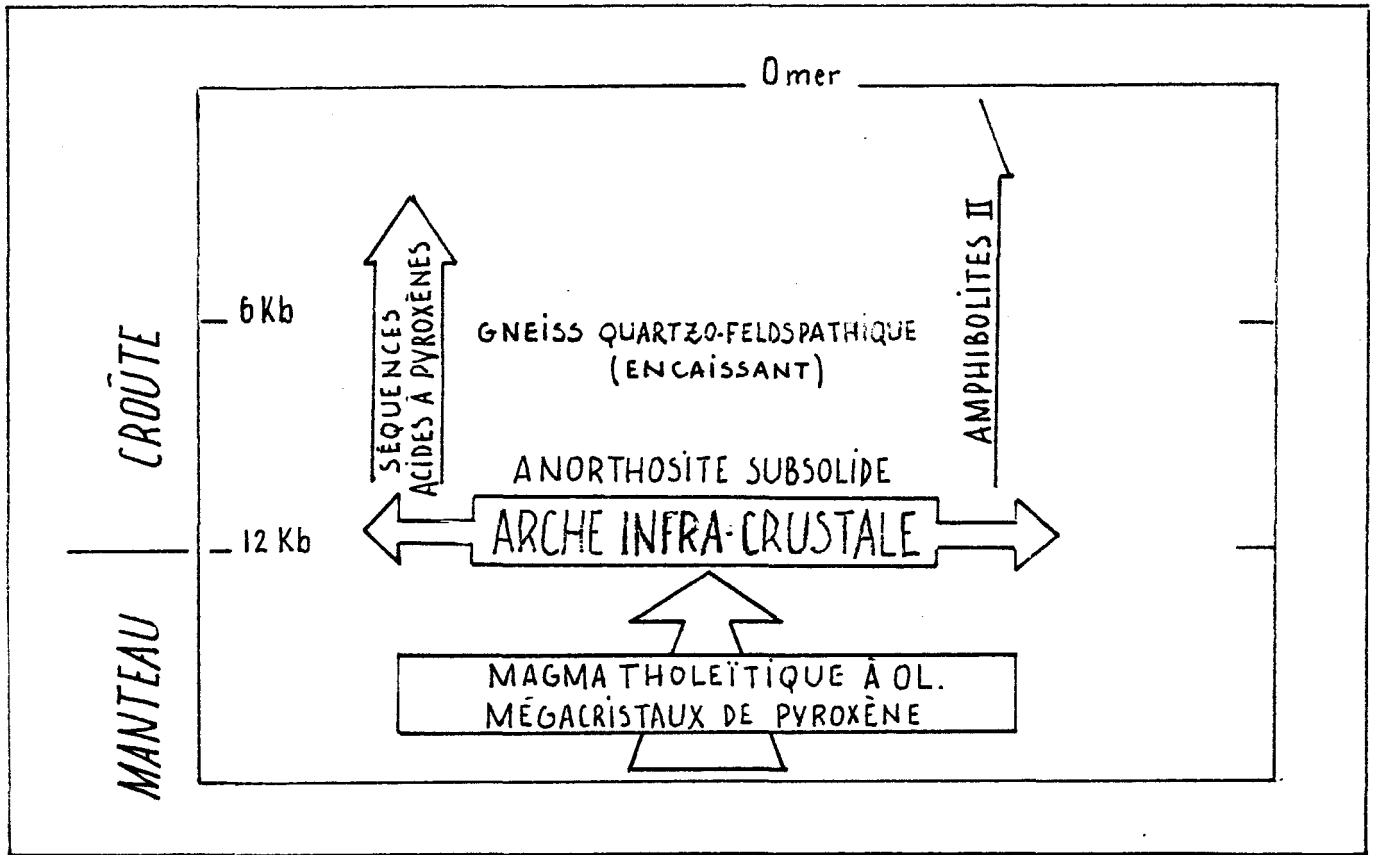 0 mer
SÉQUENCES
ACIDES À PYROXÈNES
6 Kb
GNEISS QUARTZO-FELDSPATHIQUE
(ENCAISSANT)
AMPHIBOLITES II
CROÛTE
ANORTHOSITE SUBSOLIDE
ARCHE INFRA-CRUSTALE
12 Kb
MANTEAU
MAGMA THOLEÏTIQUE À OL.
MÉGACRISTAUX DE PYROXÈNE